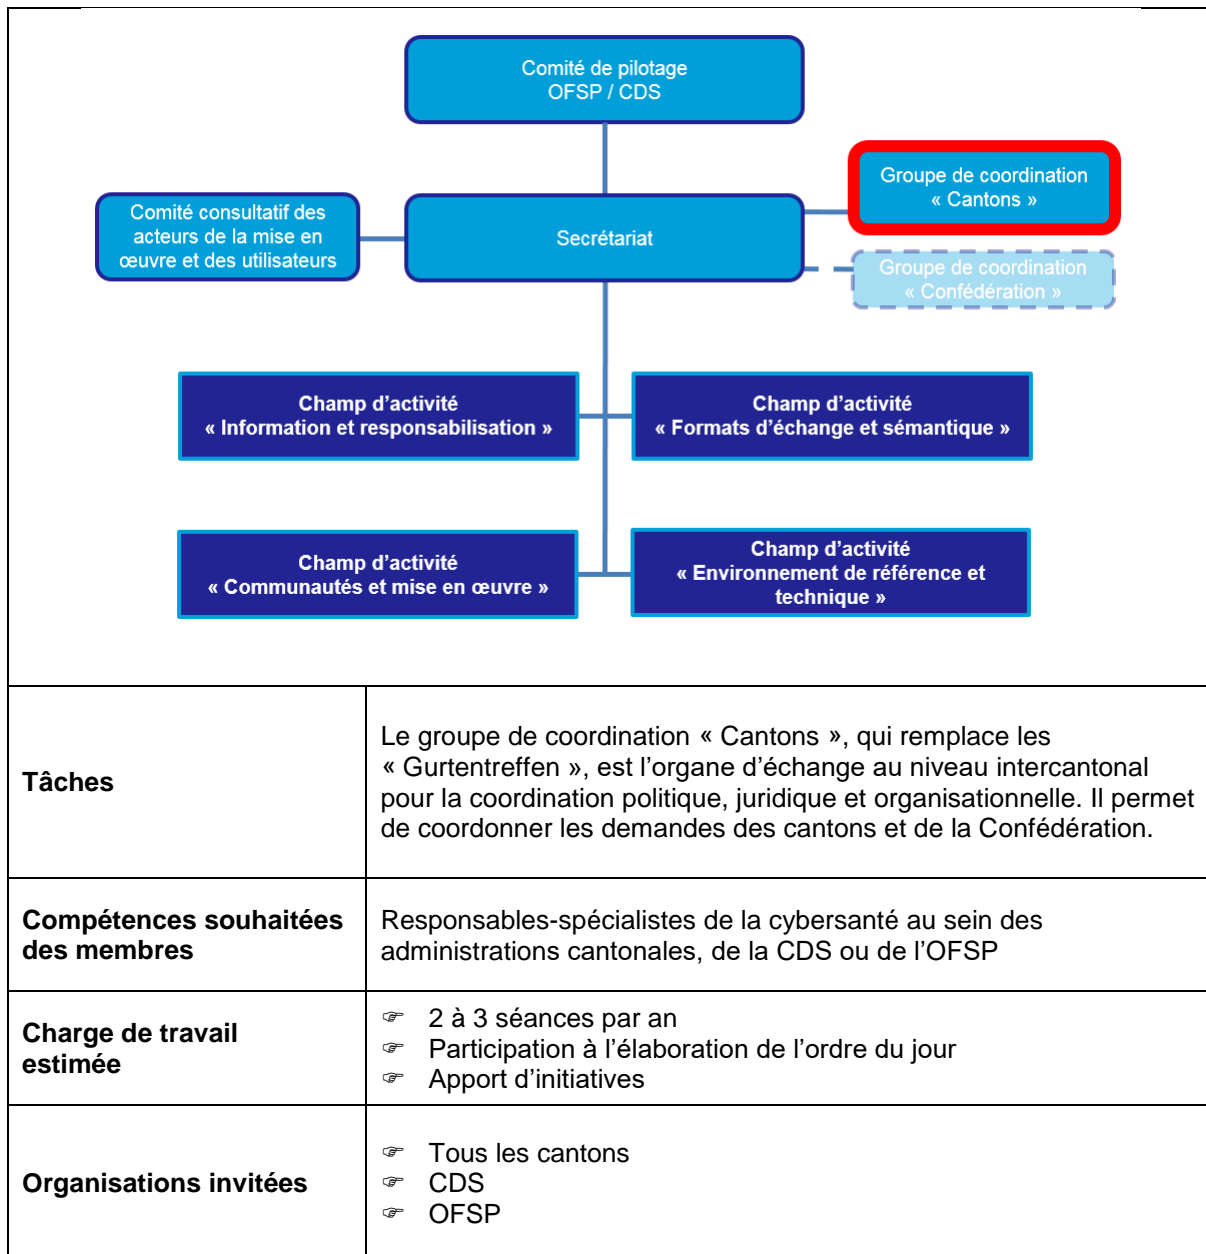 Comité de pilotage
OFSP / CDS
Groupe de coordination
« Cantons »
Comité consultatif des
acteurs de la mise en
œuvre et des utilisateurs
Secrétariat
Groupe de coordination
« Confédération »
Champ d’activité
« Information et responsabilisation »
Champ d’activité
« Formats d’échange et sémantique »
Champ d’activité
« Communautés et mise en œuvre »
Champ d’activité
« Environnement de référence et
technique »
Tâches
Le groupe de coordination « Cantons », qui remplace les
« Gurtentreffen », est l’organe d’échange au niveau intercantonal
pour la coordination politique, juridique et organisationnelle. Il permet
de coordonner les demandes des cantons et de la Confédération.
Compétences souhaitées
des membres
Responsables-spécialistes de la cybersanté au sein des
administrations cantonales, de la CDS ou de l’OFSP
Charge de travail
estimée
☞ 2 à 3 séances par an
☞ Participation à l’élaboration de l’ordre du jour
☞ Apport d’initiatives
Organisations invitées
☞ Tous les cantons
☞ CDS
☞ OFSP